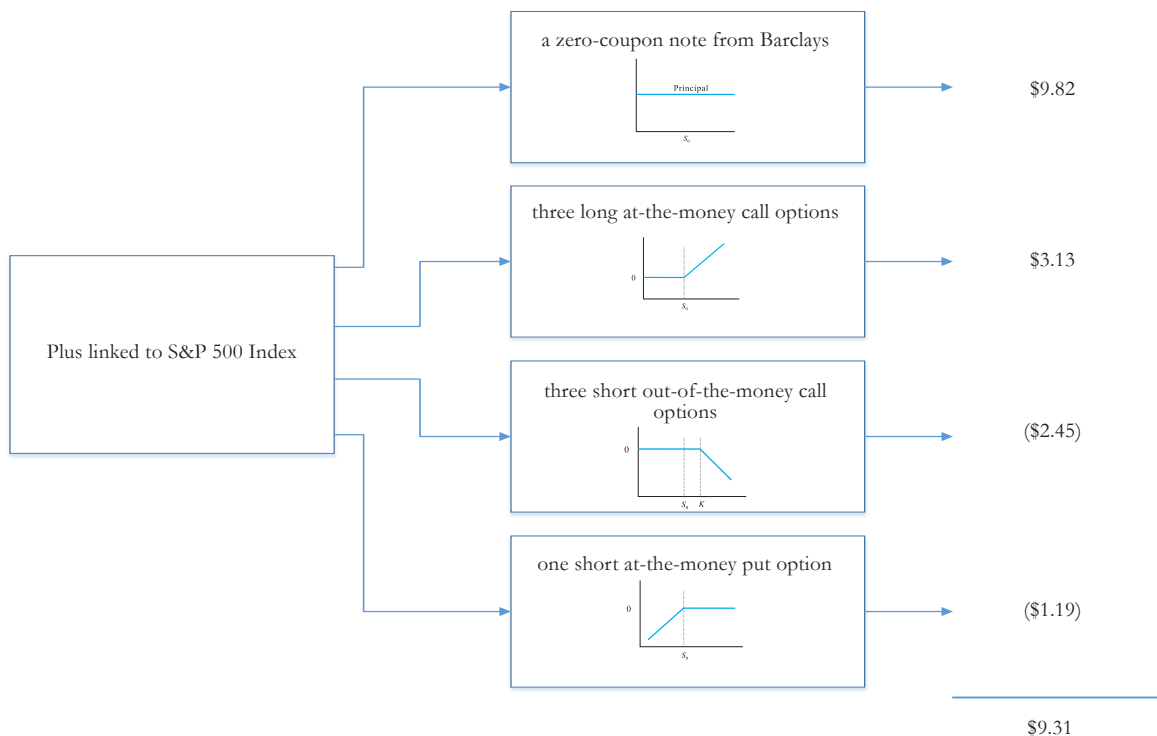 a zero-coupon note from Barclays
Principal
S₀
$9.82
three long at-the-money call options
0
S₀
$3.13
Plus linked to S&P 500 Index
three short out-of-the-money call
options
0
S₀ K
($2.45)
one short at-the-money put option
0
S₀
($1.19)
$9.31